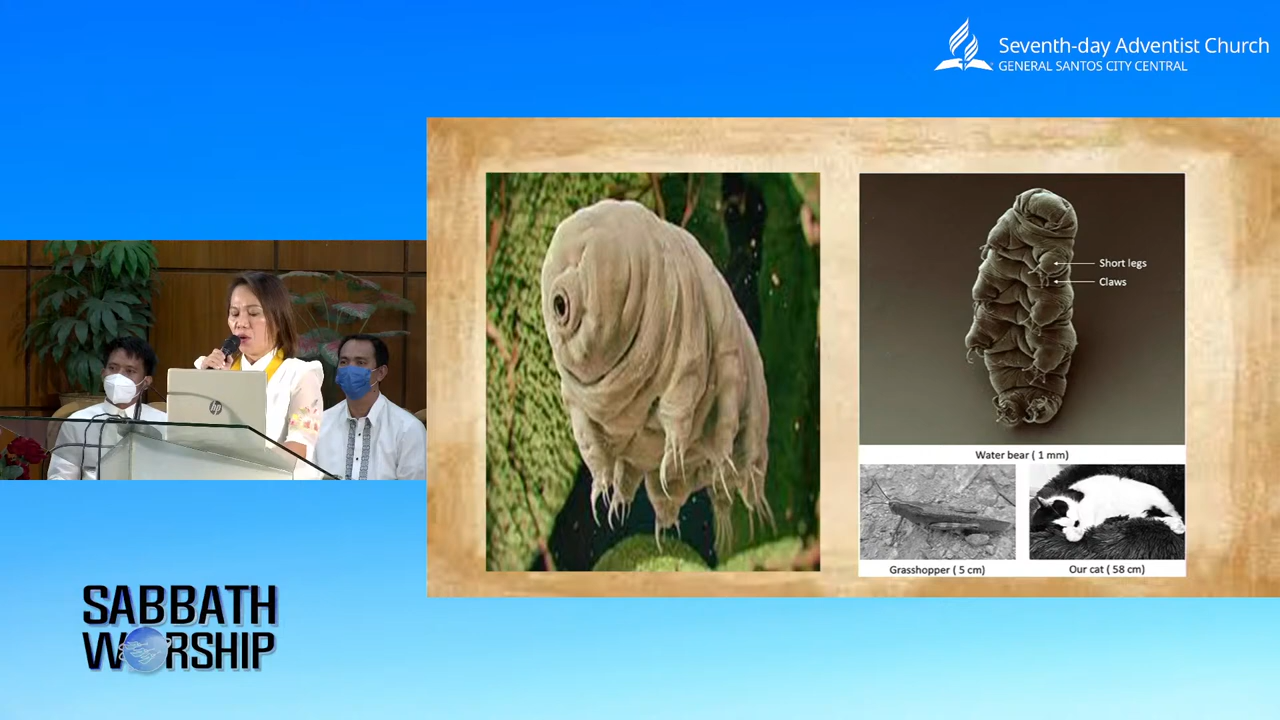 Seventh-day Adventist Church
GENERAL SANTOS CITY CENTRAL
Short legs
Claws
Water bear ( 1 mm)
Grasshopper ( 5 cm)
Our cat ( 58 cm)
hp
SABBATH
WORSHIP